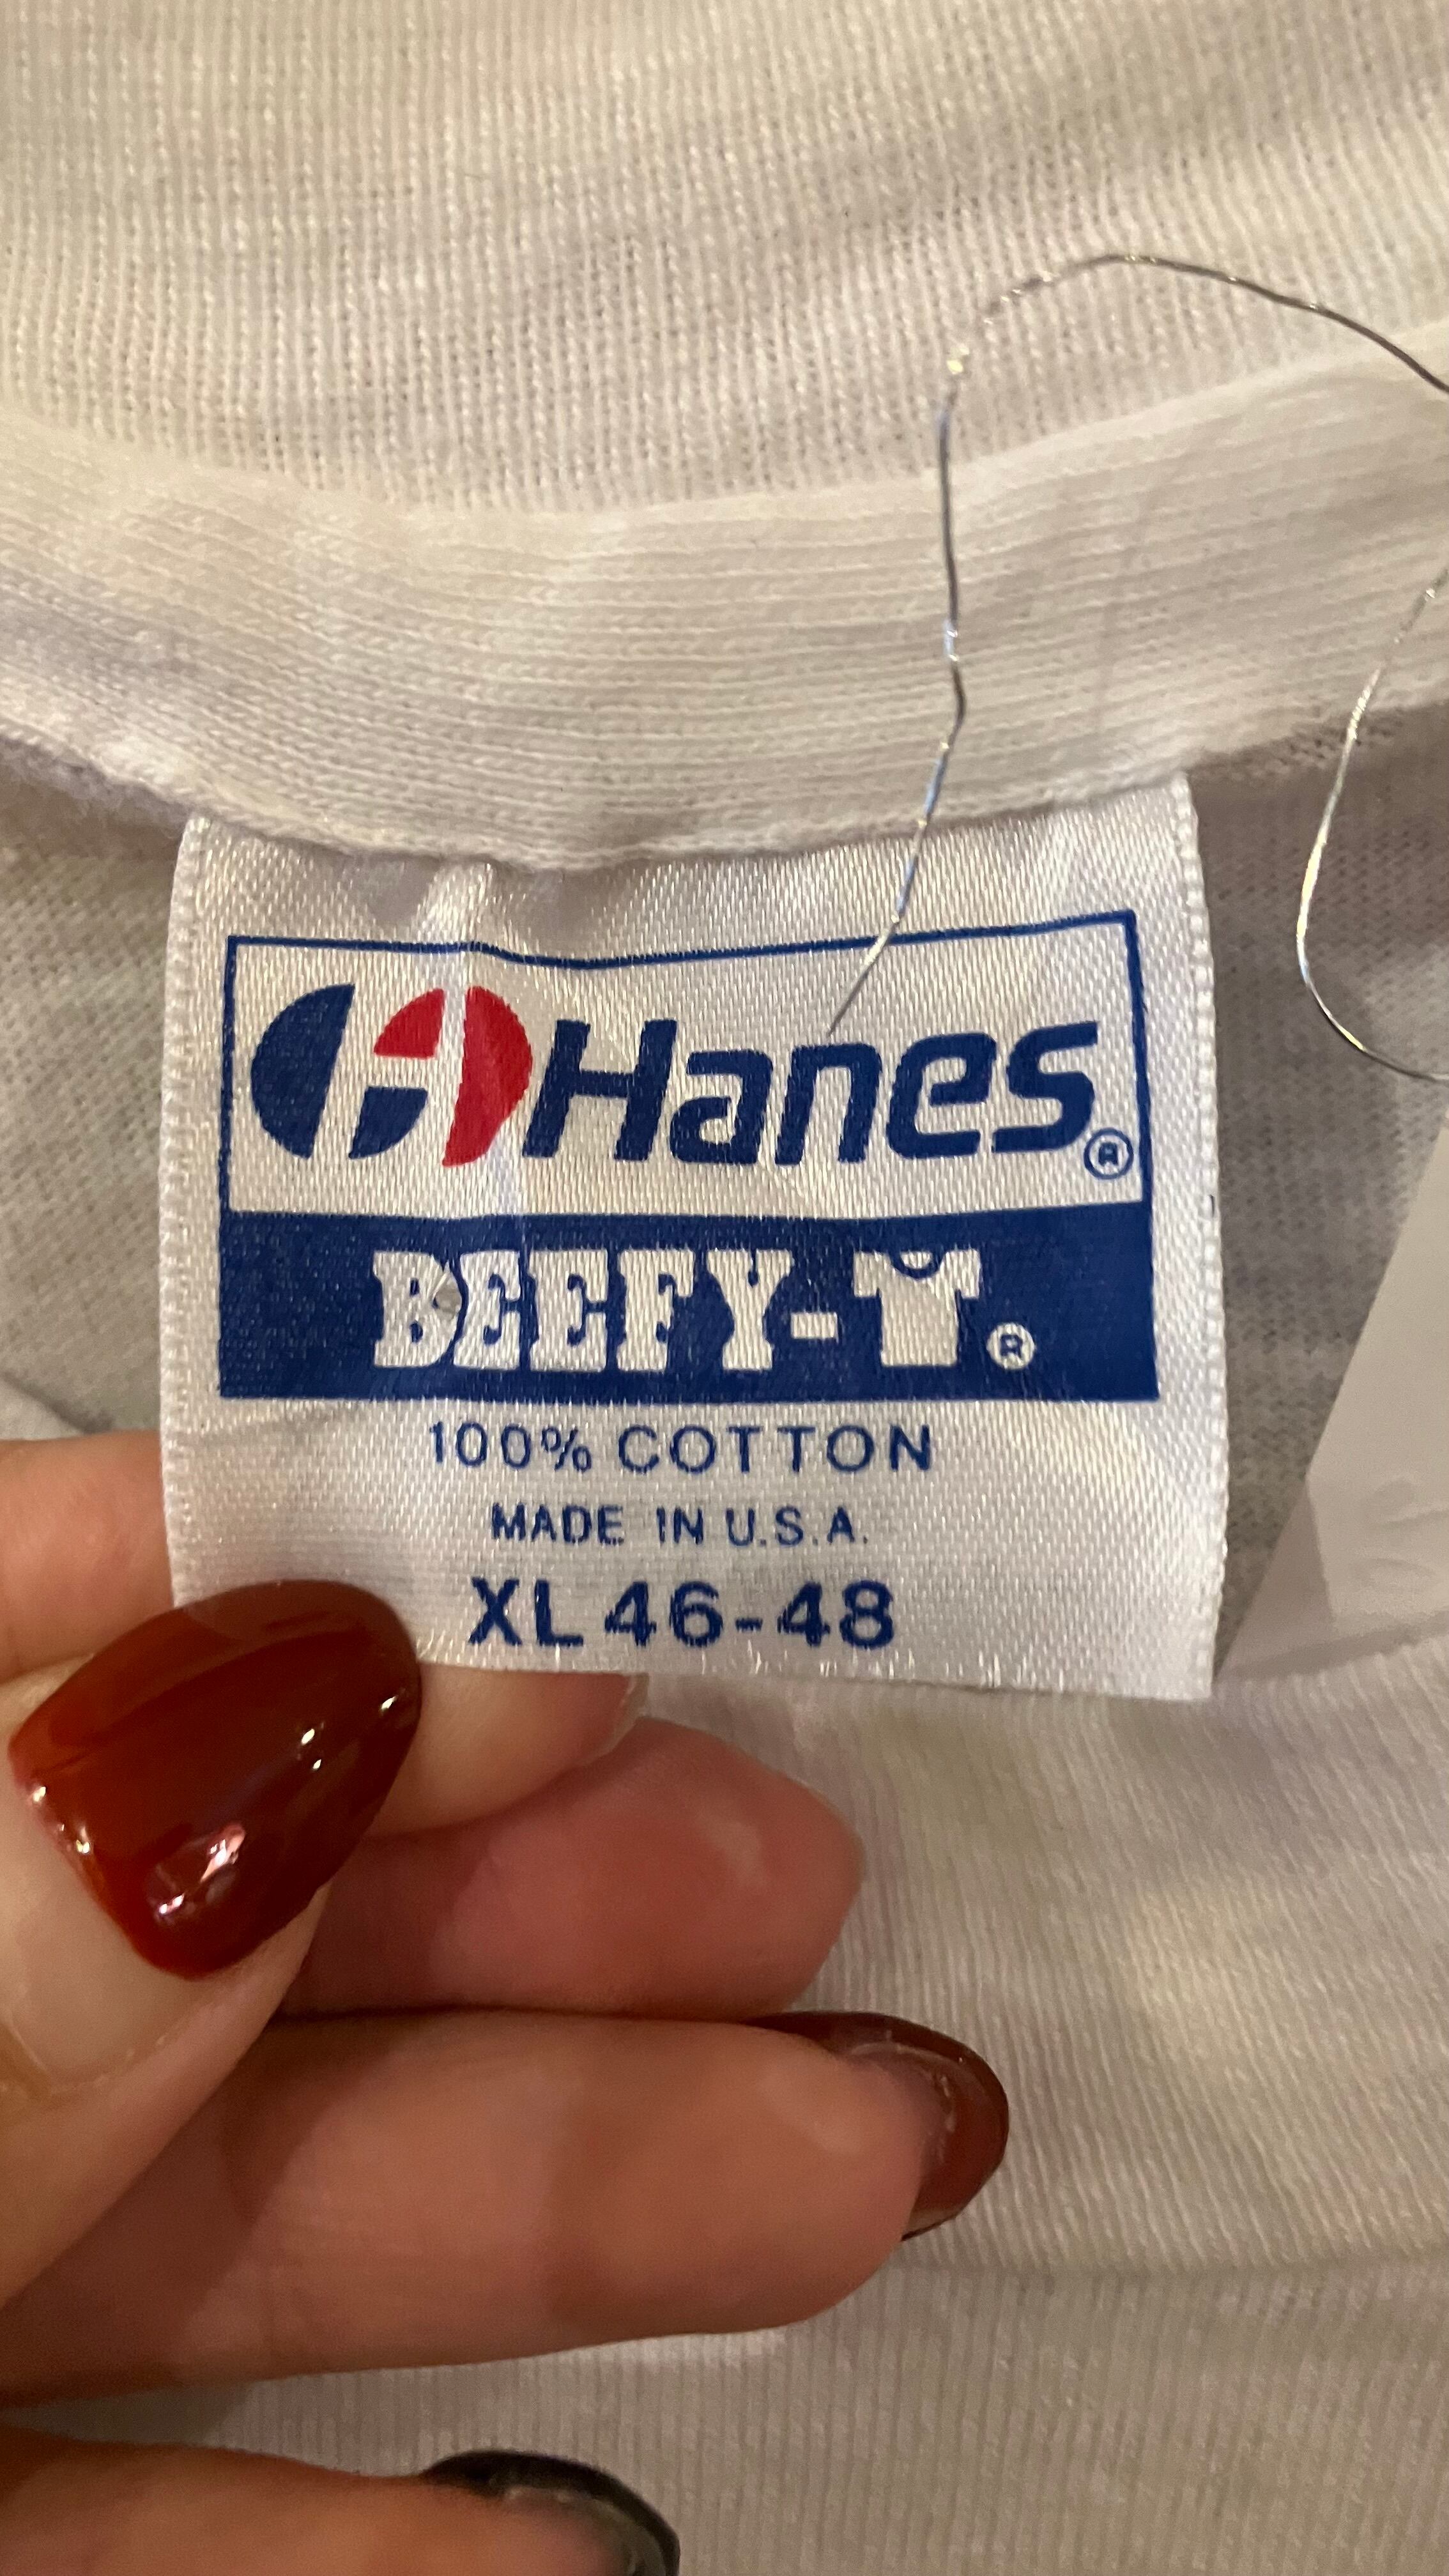 Hanes®
BEEFY-T®
100% COTTON
MADE IN U.S.A.
XL 46-48